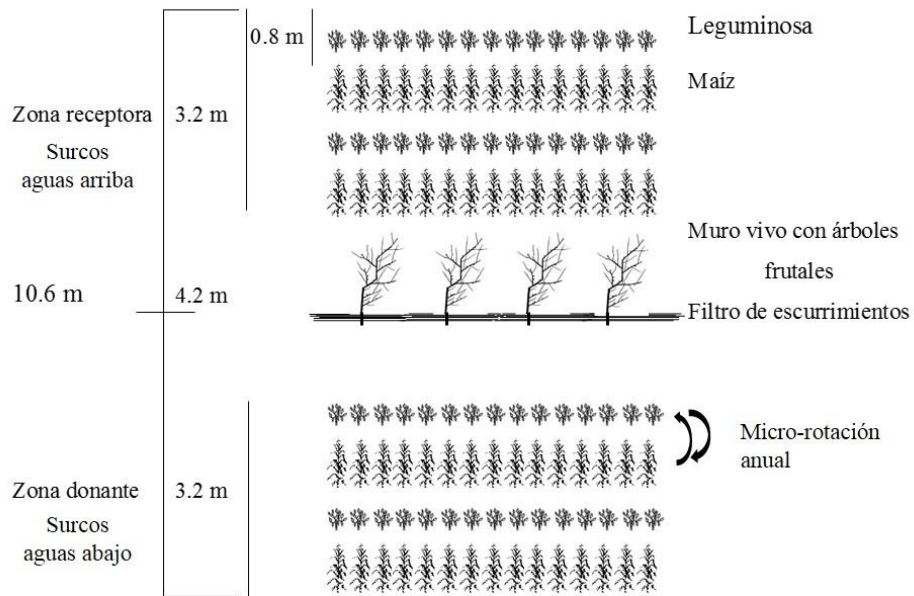 0.8 m
Leguminosa
Maíz
Zona receptora
3.2 m
Surcos
aguas arriba
Muro vivo con árboles
frutales
10.6 m
4.2 m
Filtro de escurrimientos
Micro-rotación
anual
Zona donante
3.2 m
Surcos
aguas abajo